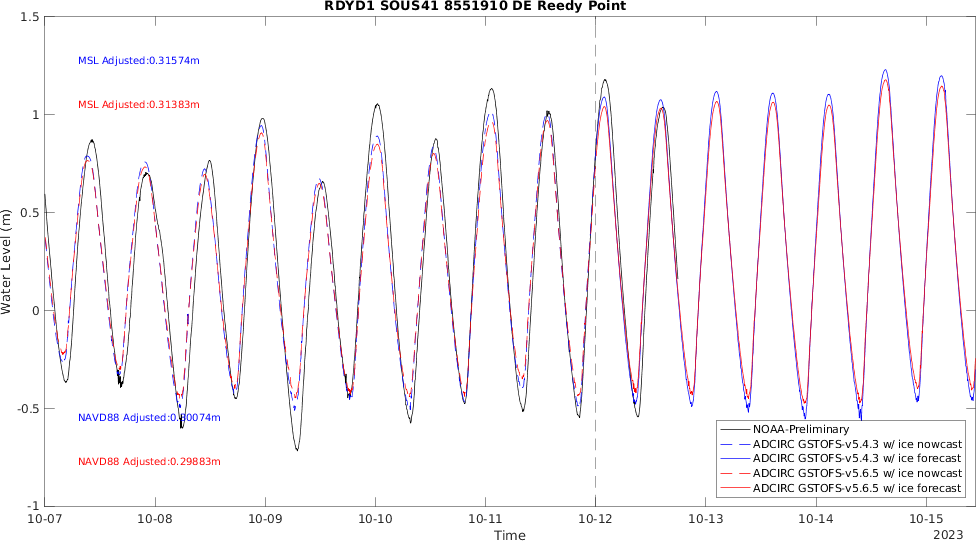 RDYD1 SOUS41 8551910 DE Reedy Point
1.5
1
0.5
0
-0.5
-1
Water Level (m)
MSL Adjusted:0.31574m
MSL Adjusted:0.31383m
NAVD88 Adjusted:0.30074m
NAVD88 Adjusted:0.29883m
NOAA-Preliminary
ADCIRC GSTOFS-v5.4.3 w/ ice nowcast
ADCIRC GSTOFS-v5.4.3 w/ ice forecast
ADCIRC GSTOFS-v5.6.5 w/ ice nowcast
ADCIRC GSTOFS-v5.6.5 w/ ice forecast
10-07 10-08 10-09 10-10 10-11 10-12 10-13 10-14 10-15
Time
2023